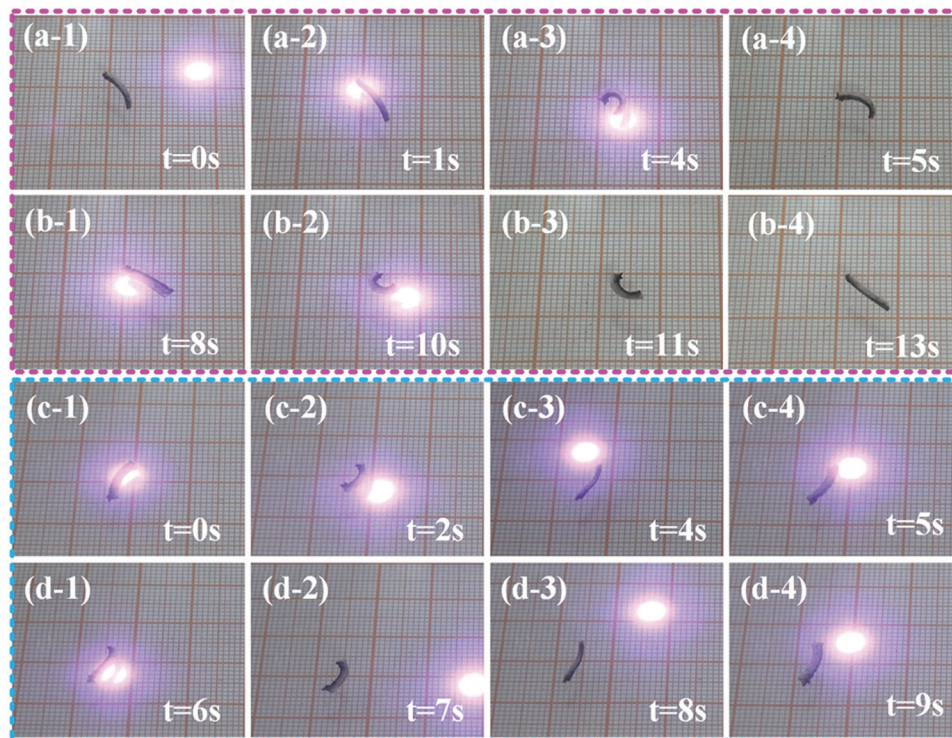 (a-1) (a-2) (a-3) (a-4)
t=0s t=1s t=4s t=5s
(b-1) (b-2) (b-3) (b-4)
t=8s t=10s t=11s t=13s
(c-1) (c-2) (c-3) (c-4)
t=0s t=2s t=4s t=5s
(d-1) (d-2) (d-3) (d-4)
t=6s t=7s t=8s t=9s